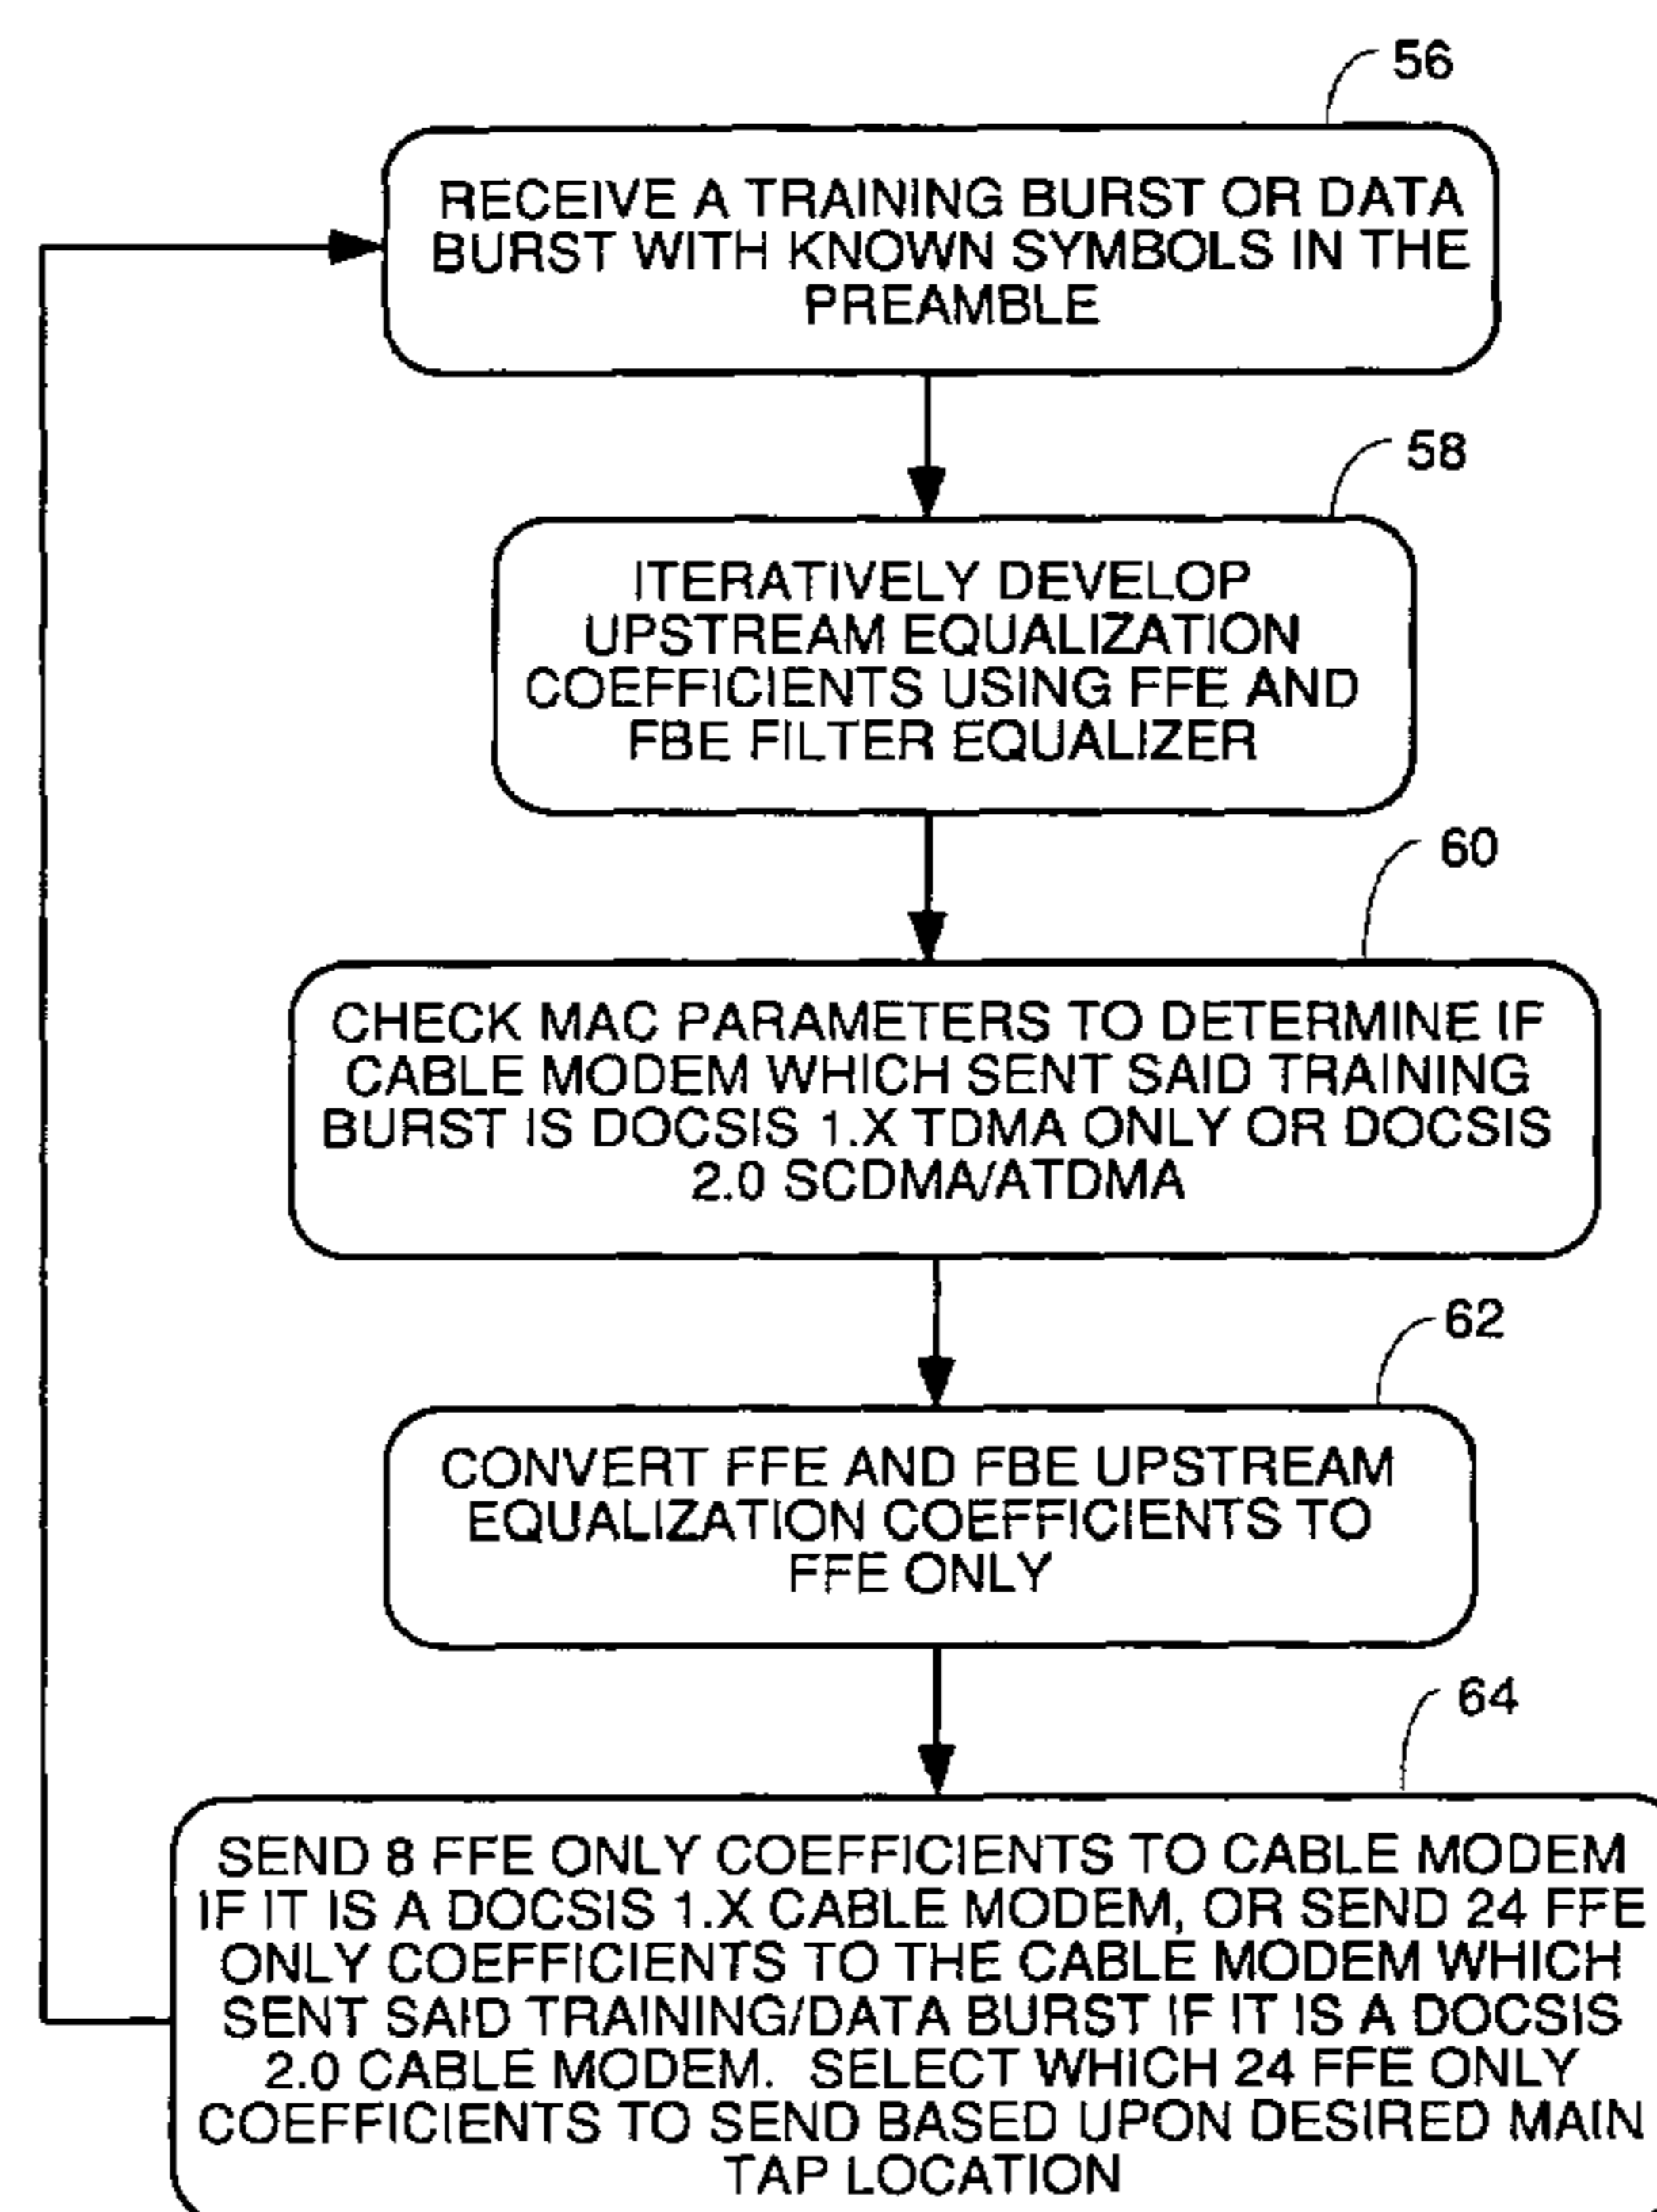 56
RECEIVE A TRAINING BURST OR DATA
BURST WITH KNOWN SYMBOLS IN THE
PREAMBLE
58
ITERATIVELY DEVELOP
UPSTREAM EQUALIZATION
COEFFICIENTS USING FFE AND
FBE FILTER EQUALIZER
60
CHECK MAC PARAMETERS TO DETERMINE IF
CABLE MODEM WHICH SENT SAID TRAINING
BURST IS DOCSIS 1.X TDMA ONLY OR DOCSIS
2.0 SCDMA/ATDMA
62
CONVERT FFE AND FBE UPSTREAM
EQUALIZATION COEFFICIENTS TO
FFE ONLY
64
SEND 8 FFE ONLY COEFFICIENTS TO CABLE MODEM
IF IT IS A DOCSIS 1.X CABLE MODEM, OR SEND 24 FFE
ONLY COEFFICIENTS TO THE CABLE MODEM WHICH
SENT SAID TRAINING/DATA BURST IF IT IS A DOCSIS
2.0 CABLE MODEM. SELECT WHICH 24 FFE ONLY
COEFFICIENTS TO SEND BASED UPON DESIRED MAIN
TAP LOCATION